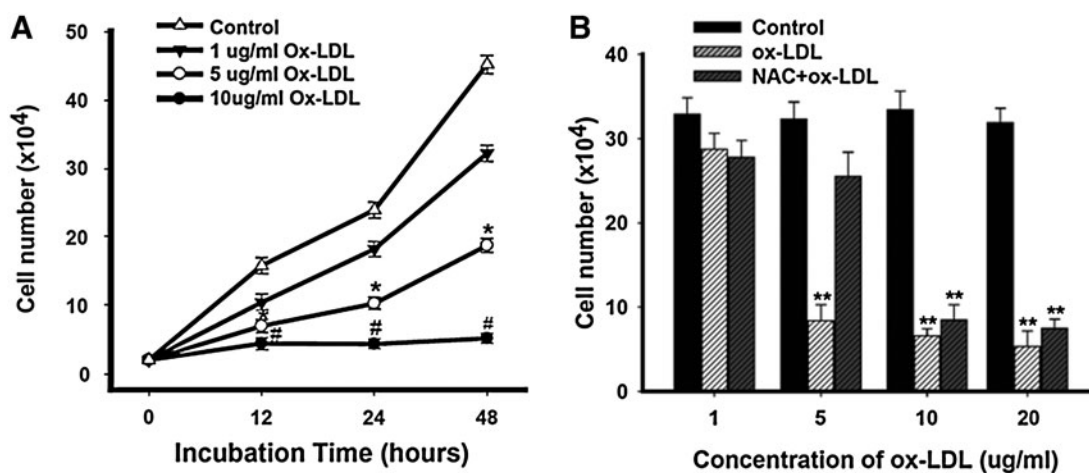 A
Control
1 ug/ml Ox-LDL
5 ug/ml Ox-LDL
10ug/ml Ox-LDL
50
40
30
20
10
0
Cell number (x10⁴)
*
*
*
#
#
#
0 12 24 48
Incubation Time (hours)
B
Control
ox-LDL
NAC+ox-LDL
40
30
20
10
0
Cell number (x10⁴)
**
**
**
**
**
1 5 10 20
Concentration of ox-LDL (ug/ml)